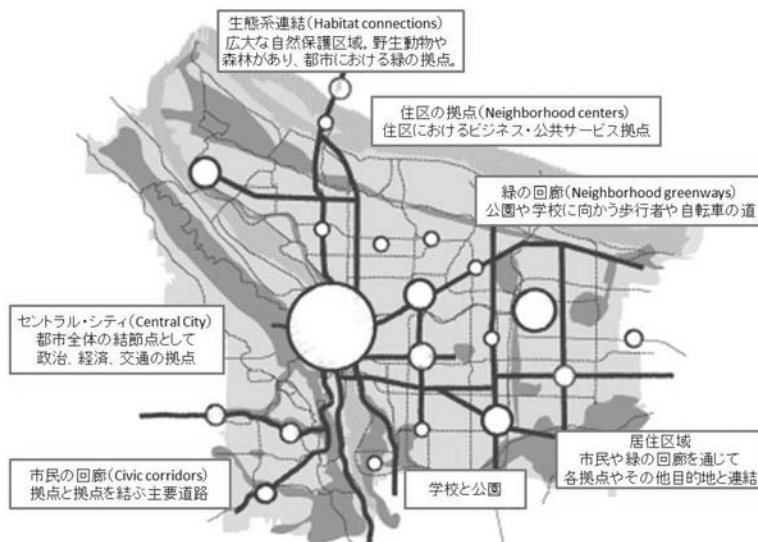 生態系連結(Habitat connections)
広大な自然保護区域。野生動物や
森林があり、都市における緑の拠点。
住区の拠点(Neighborhood centers)
住区におけるビジネス・公共サービス拠点
緑の回廊(Neighborhood greenways)
公園や学校に向かう歩行者や自転車の道
セントラル・シティ(Central City)
都市全体の結節点として
政治、経済、交通の拠点
市民の回廊(Civic corridors)
拠点と拠点を結ぶ主要道路
学校と公園
居住区域
市民や緑の回廊を通じて
各拠点やその他目的地と連結